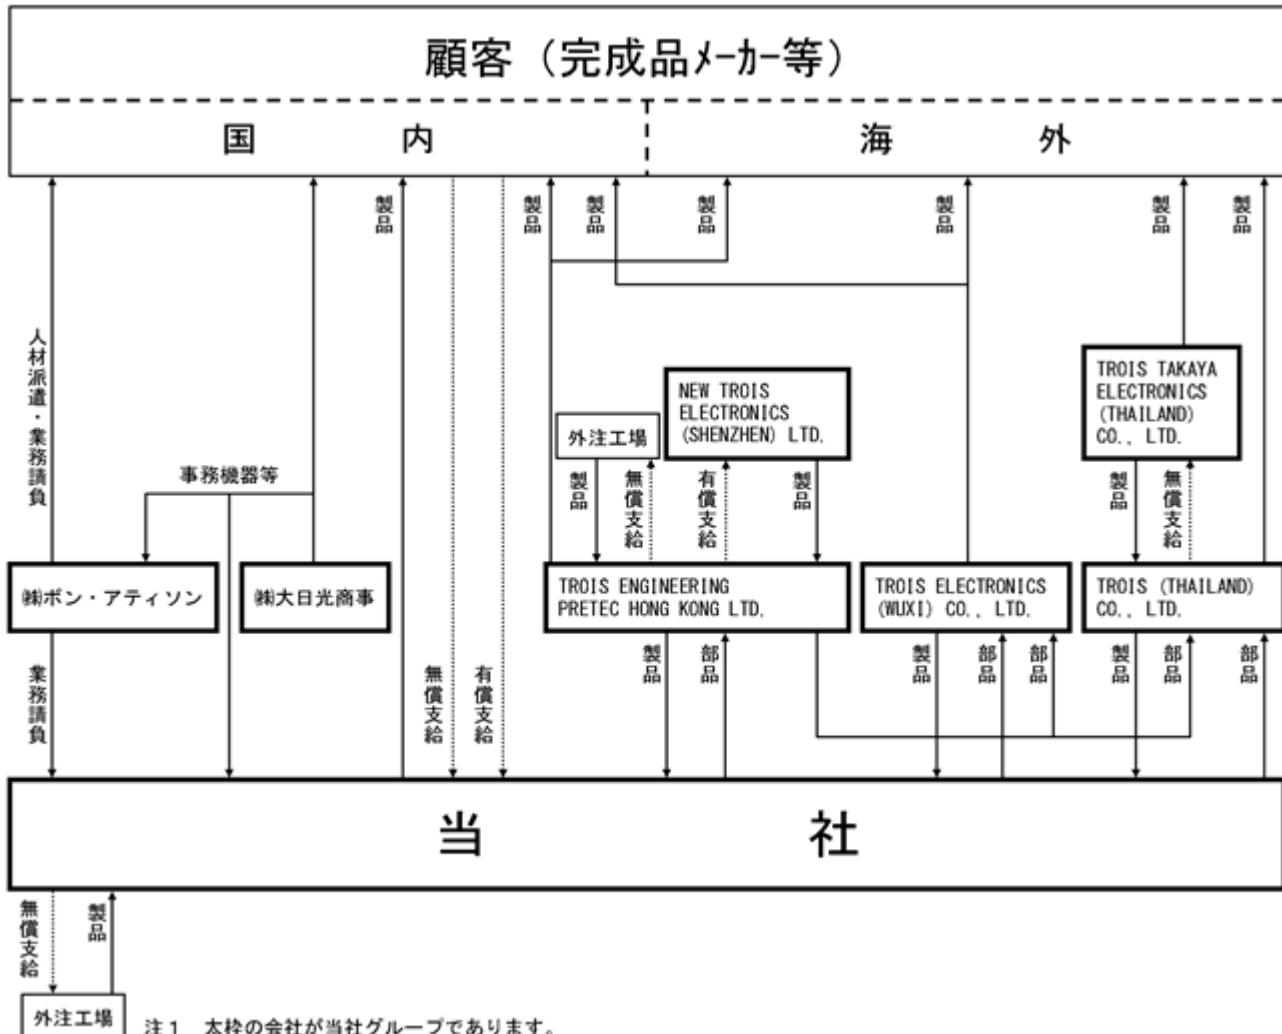 顧客（完成品メーカー等）
国内
海外
製品
製品
製品
製品
製品
製品
製品
人材派遣・業務請負
事務機器等
外注工場
NEW TROIS
ELECTRONICS
(SHENZHEN) LTD.
TROIS TAKAYA
ELECTRONICS
(THAILAND)
CO., LTD.
製品
無償支給
有償支給
製品
製品
無償支給
㈱ボン・アティソン
㈱大日光商事
TROIS ENGINEERING
PRETEC HONG KONG LTD.
TROIS ELECTRONICS
(WUXI) CO., LTD.
TROIS (THAILAND)
CO., LTD.
業務請負
無償支給
有償支給
製品
部品
製品
部品
部品
製品
部品
部品
当社
無償支給
製品
外注工場
注１　太枠の会社が当社グループであります。